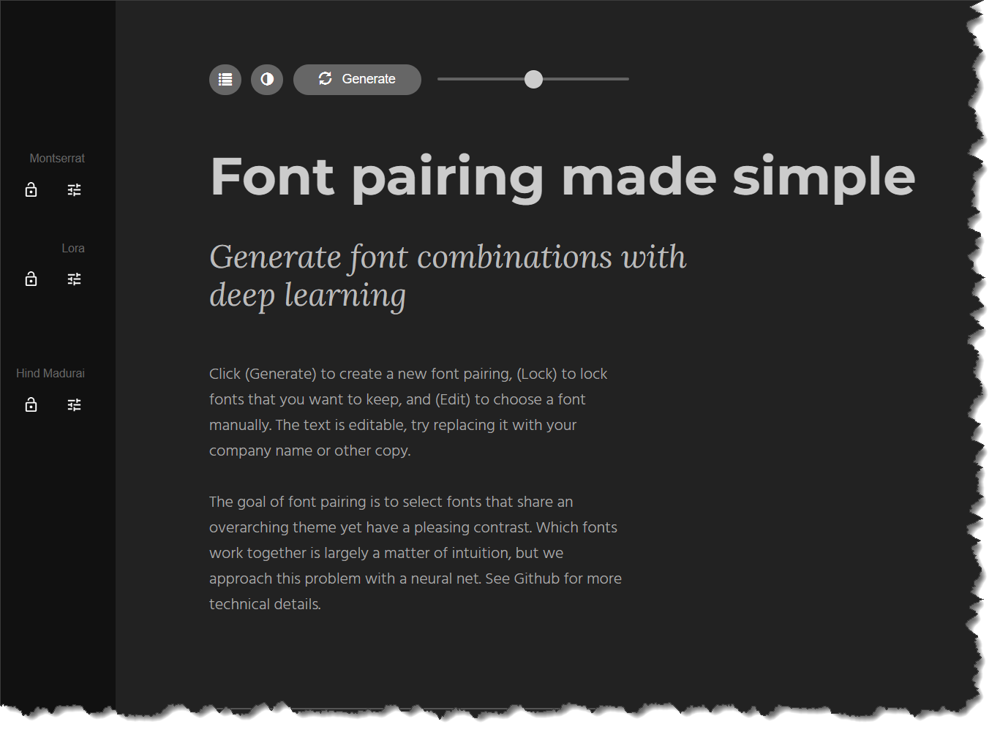 Generate
Montserrat
Font pairing made simple
Lora
Generate font combinations with
deep learning
Hind Madurai
Click (Generate) to create a new font pairing, (Lock) to lock
fonts that you want to keep, and (Edit) to choose a font
manually. The text is editable, try replacing it with your
company name or other copy.
The goal of font pairing is to select fonts that share an
overarching theme yet have a pleasing contrast. Which fonts
work together is largely a matter of intuition, but we
approach this problem with a neural net. See Github for more
technical details.